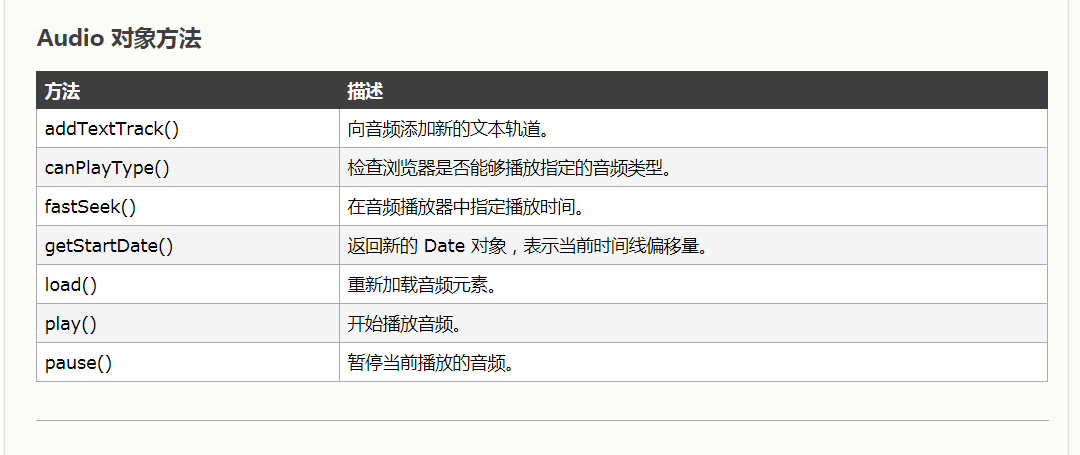 Audio 对象方法
方法 描述
addTextTrack() 向音频添加新的文本轨道。
canPlayType() 检查浏览器是否能够播放指定的音频类型。
fastSeek() 在音频播放器中指定播放时间。
getStartDate() 返回新的 Date 对象，表示当前时间线偏移量。
load() 重新加载音频元素。
play() 开始播放音频。
pause() 暂停当前播放的音频。